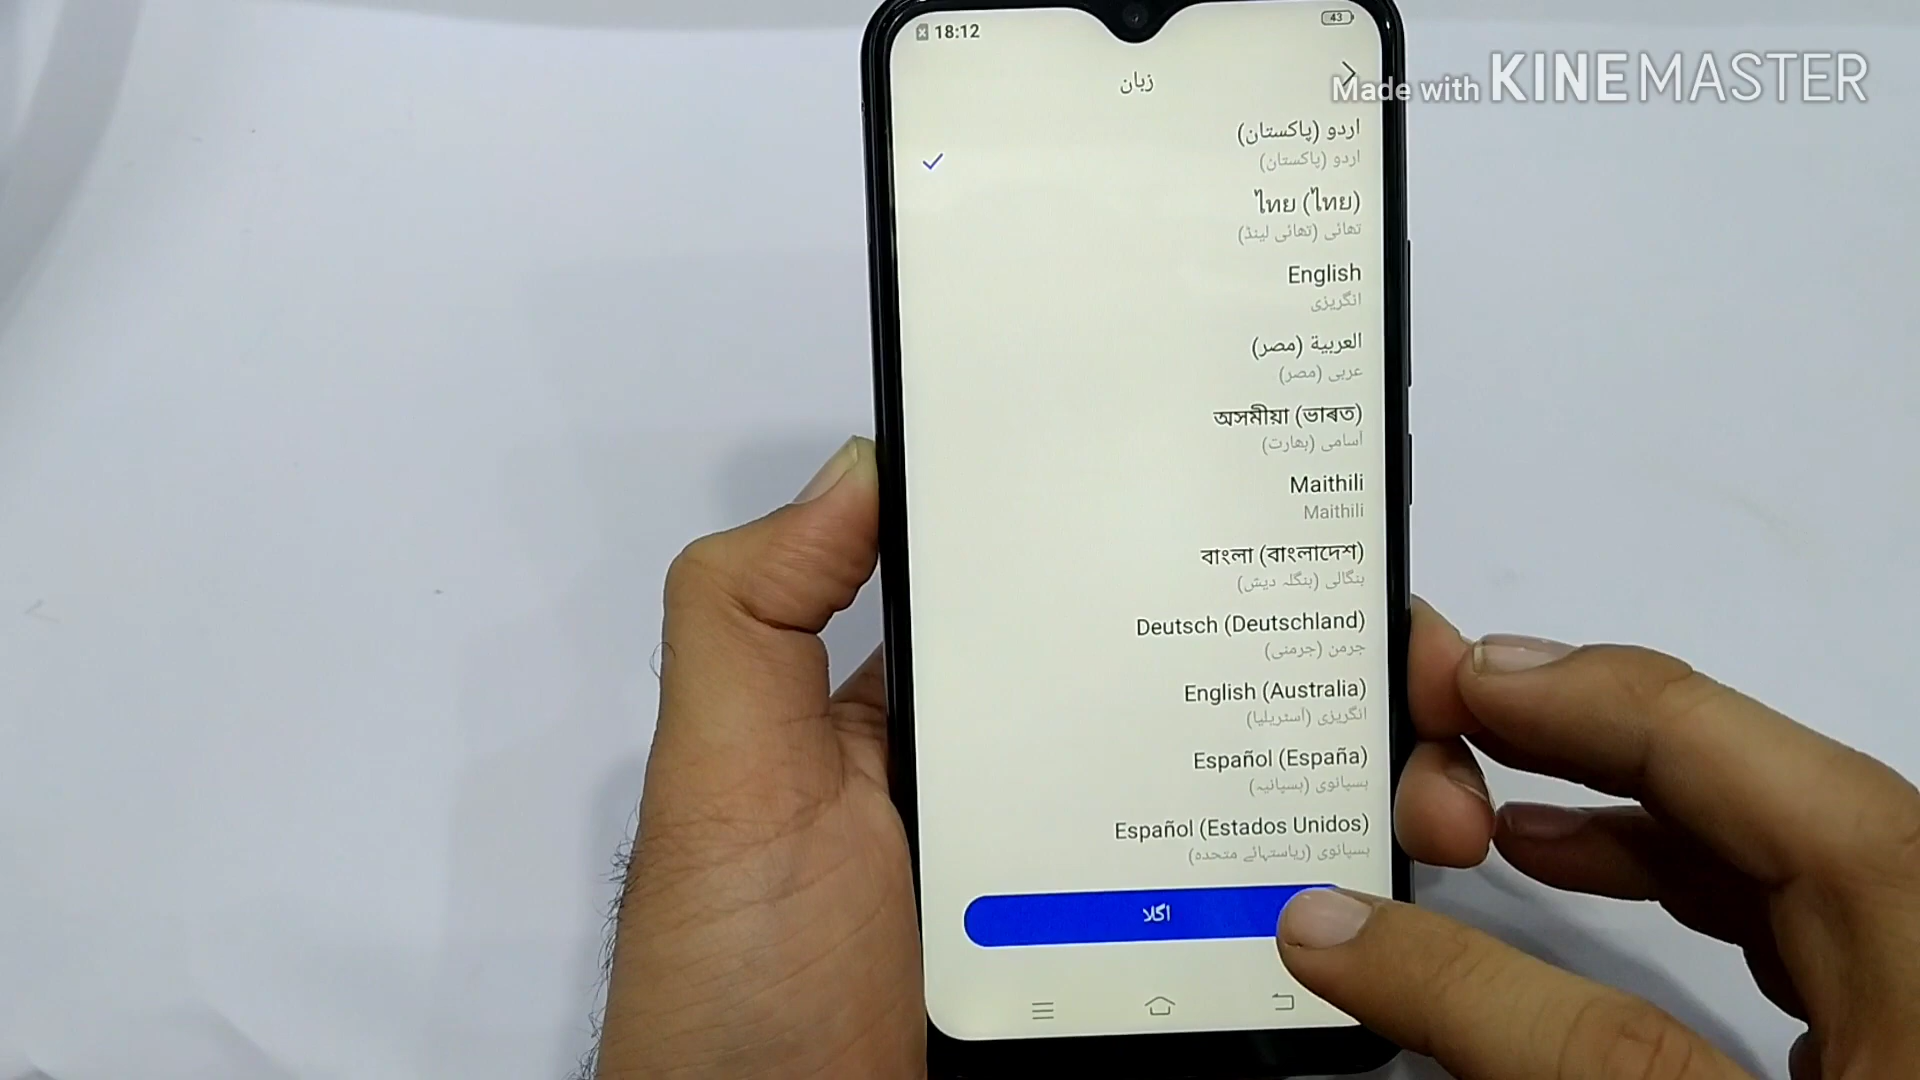 18:12
43
زبان
Made with KINEMASTER
اردو (پاکستان)
اردو (پاکستان)
ไทย (ไทย)
تھائی (تھائی لینڈ)
English
انگریزی
العربية (مصر)
عربی (مصر)
অসমীয়া (ভাৰত)
آسامی (بھارت)
Maithili
Maithili
বাংলা (বাংলাদেশ)
بنگالی (بنگلہ دیش)
Deutsch (Deutschland)
جرمن (جرمنی)
English (Australia)
انگریزی (آسٹریلیا)
Español (España)
ہسپانوی (ہسپانیہ)
Español (Estados Unidos)
ہسپانوی (ریاستہائے متحدہ)
اگلا